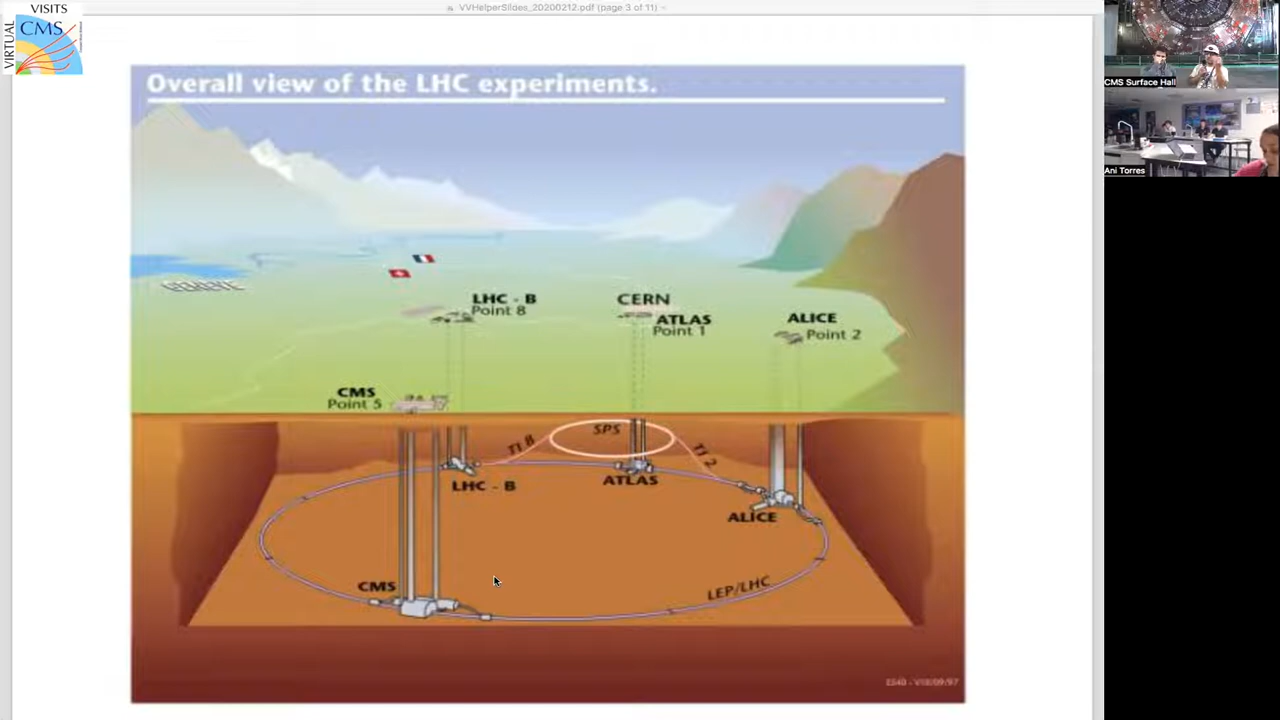 VISITS
VIRTUAL
CMS
VVHelperSlides_20200212.pdf (page 3 of 11)
CMS Surface Hall
Ani Torres
Overall view of the LHC experiments.
LHC - B
Point 8
CERN
ATLAS
Point 1
ALICE
Point 2
CMS
Point 5
SPS
TI 8
TI 2
LHC - B
ATLAS
ALICE
CMS
LEP/LHC